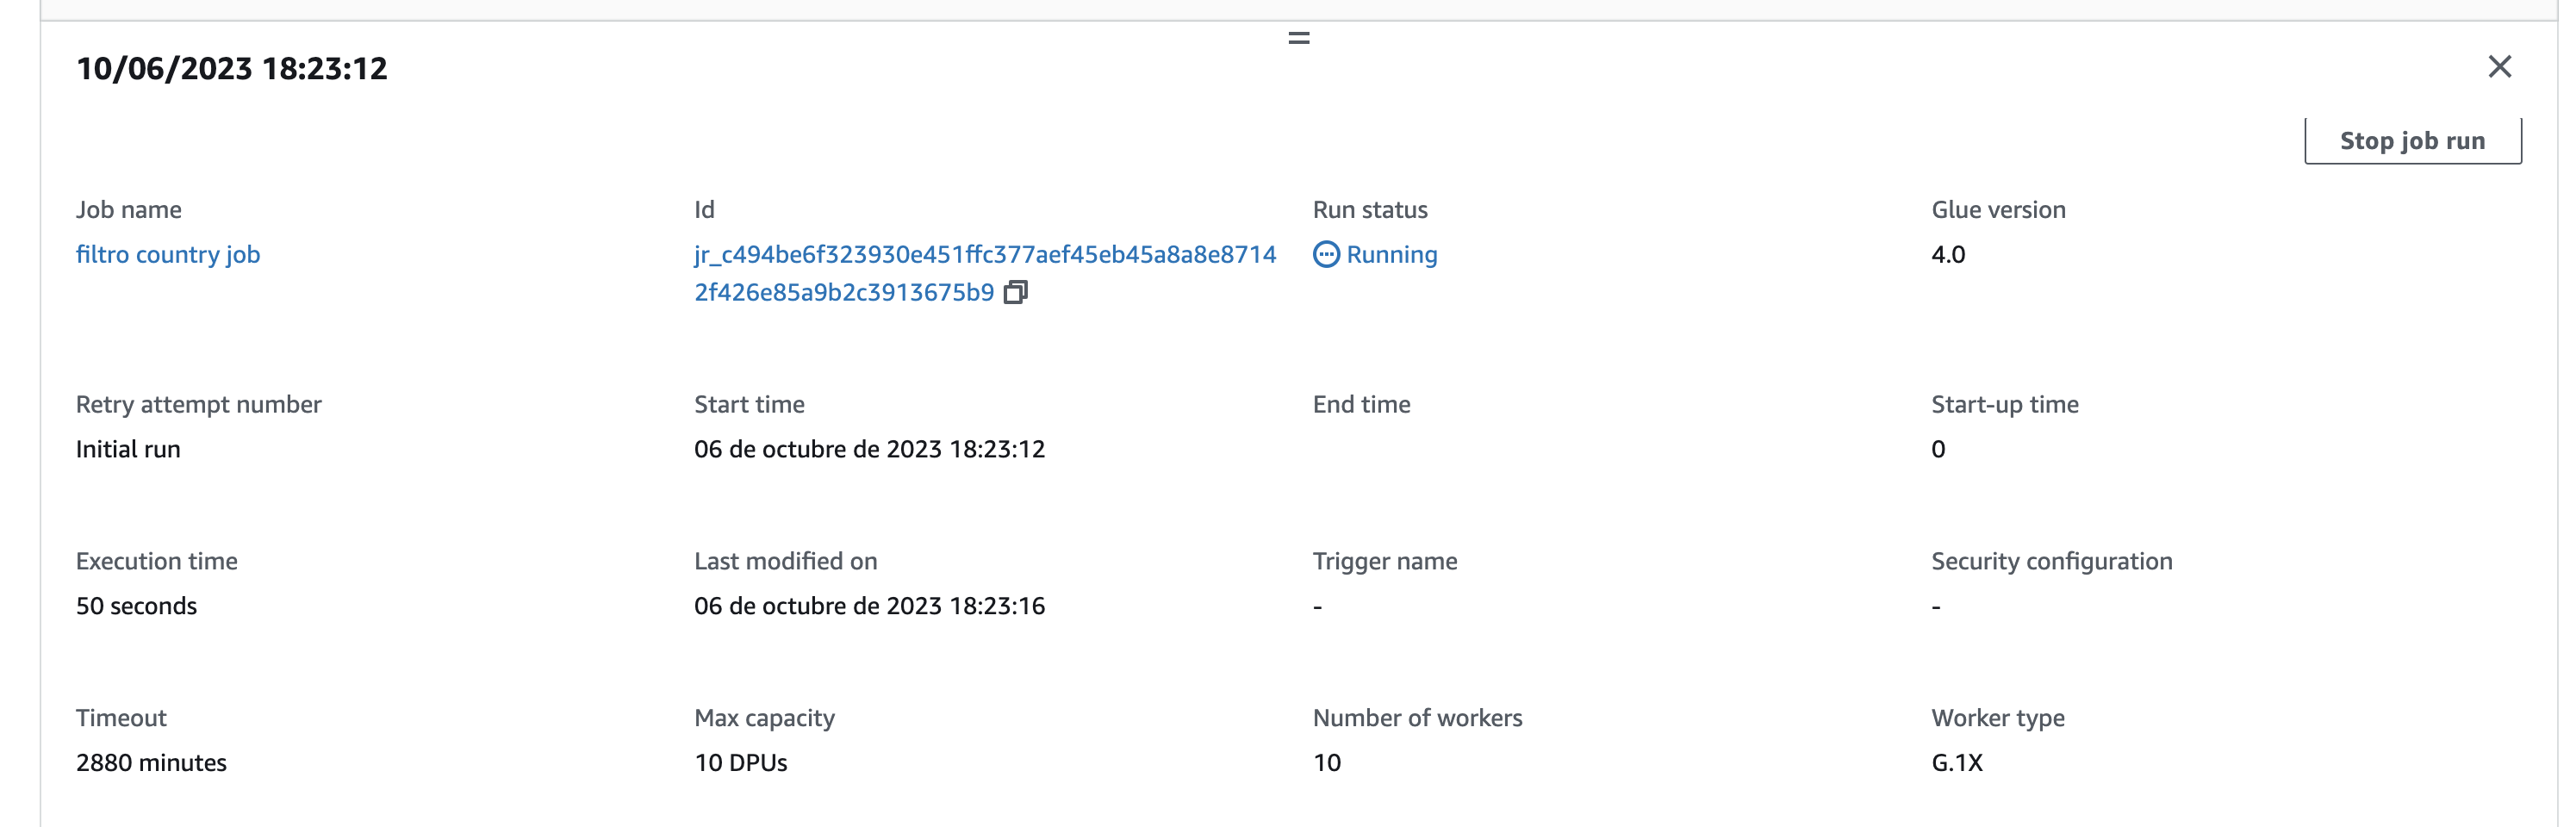 10/06/2023 18:23:12
Stop job run
Job name
filtro country job
Id
jr_c494be6f323930e451ffc377aef45eb45a8a8e8714
2f426e85a9b2c3913675b9
Run status
Running
Glue version
4.0
Retry attempt number
Initial run
Start time
06 de octubre de 2023 18:23:12
End time
Start-up time
0
Execution time
50 seconds
Last modified on
06 de octubre de 2023 18:23:16
Trigger name
-
Security configuration
-
Timeout
2880 minutes
Max capacity
10 DPUs
Number of workers
10
Worker type
G.1X